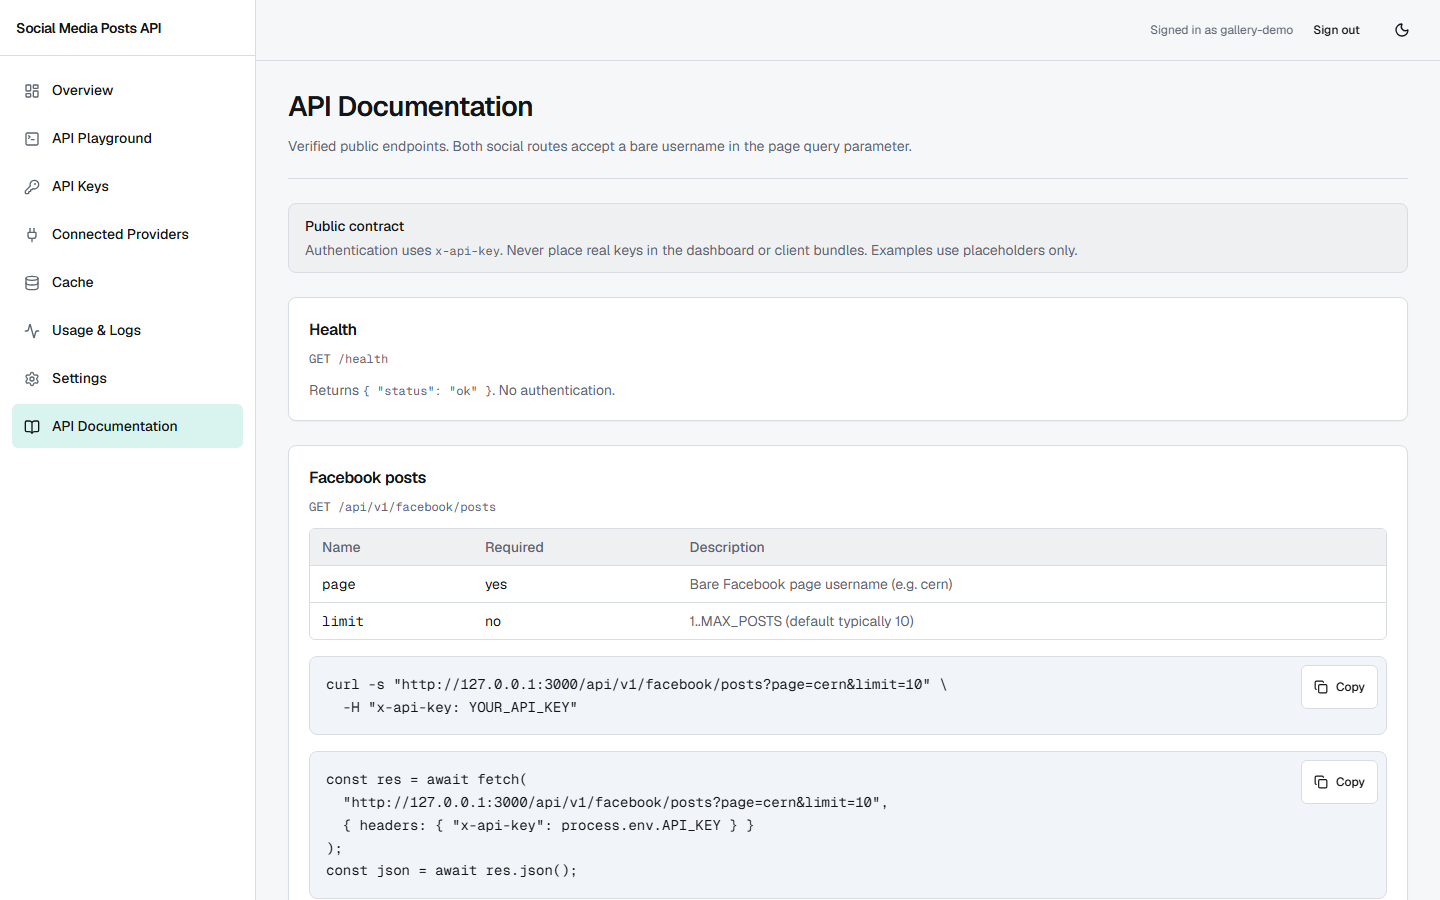 Social Media Posts API
Signed in as gallery-demo
Sign out
Overview
API Playground
API Keys
Connected Providers
Cache
Usage & Logs
Settings
API Documentation
API Documentation
Verified public endpoints. Both social routes accept a bare username in the page query parameter.
Public contract
Authentication uses x-api-key. Never place real keys in the dashboard or client bundles. Examples use placeholders only.
Health
GET /health
Returns { "status": "ok" }. No authentication.
Facebook posts
GET /api/v1/facebook/posts
Name Required Description
page yes Bare Facebook page username (e.g. cern)
limit no 1..MAX_POSTS (default typically 10)
curl -s "http://127.0.0.1:3000/api/v1/facebook/posts?page=cern&limit=10" \
-H "x-api-key: YOUR_API_KEY"
Copy
const res = await fetch(
"http://127.0.0.1:3000/api/v1/facebook/posts?page=cern&limit=10",
{ headers: { "x-api-key": process.env.API_KEY } }
);
const json = await res.json();
Copy